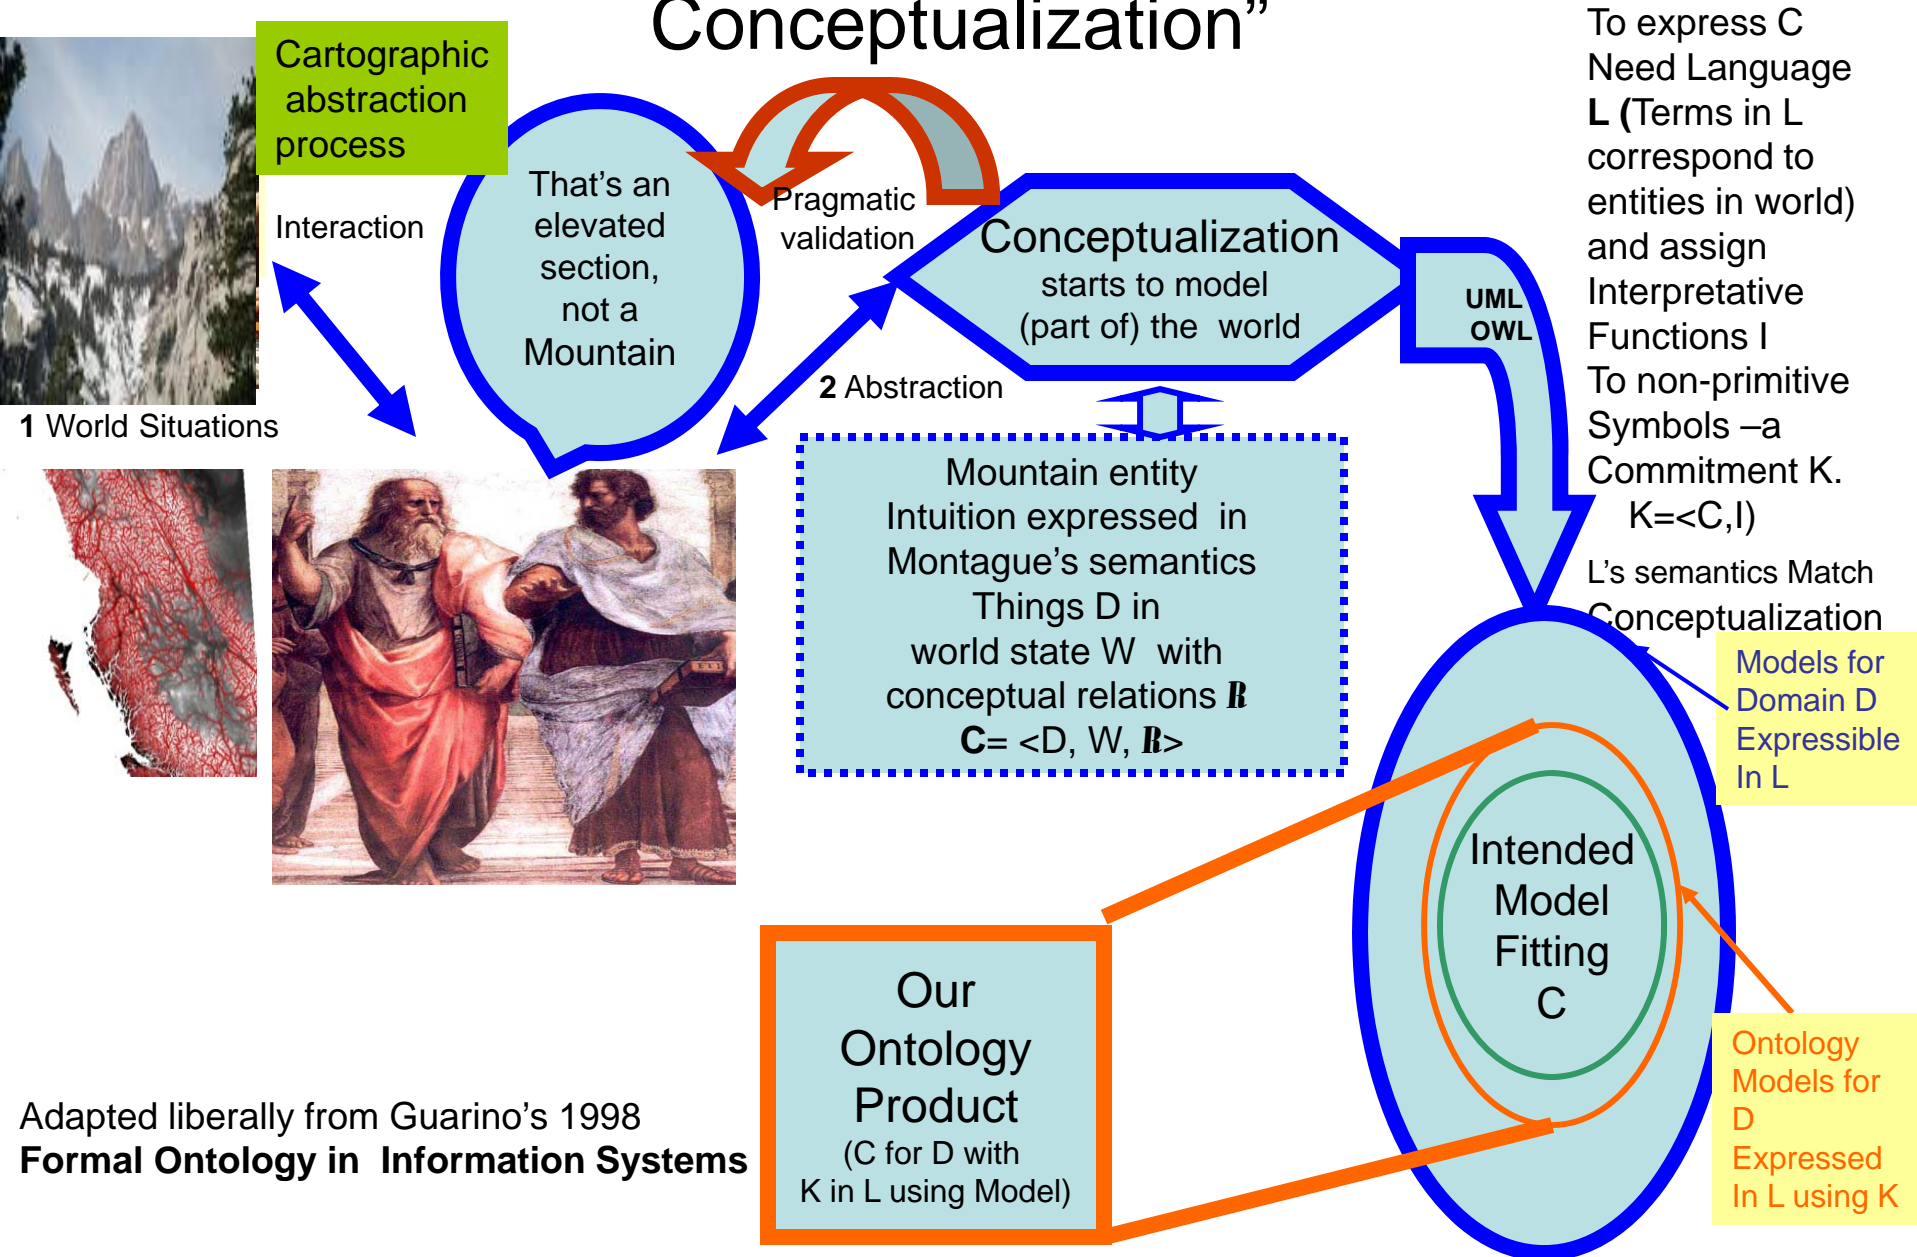 Conceptualization”
Cartographic
abstraction
process
Interaction
1 World Situations
That’s an
elevated
section,
not a
Mountain
Pragmatic
validation
Conceptualization
starts to model
(part of) the world
2 Abstraction
UML
OWL
Mountain entity
Intuition expressed in
Montague’s semantics
Things D in
world state W with
conceptual relations R
C= <D, W, R>
To express C
Need Language
L (Terms in L
correspond to
entities in world)
and assign
Interpretative
Functions I
To non-primitive
Symbols –a
Commitment K.
K=<C,I)
L’s semantics Match
Conceptualization
Models for
Domain D
Expressible
In L
Intended
Model
Fitting
C
Our
Ontology
Product
(C for D with
K in L using Model)
Ontology
Models for
D
Expressed
In L using K
Adapted liberally from Guarino’s 1998
Formal Ontology in Information Systems